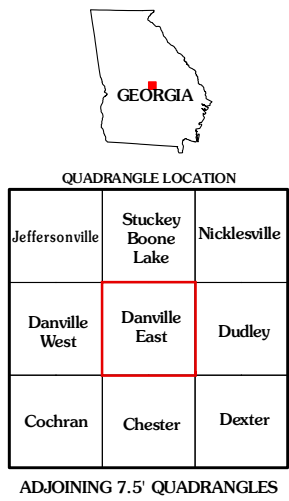 GEORGIA
QUADRANGLE LOCATION
Jeffersonville
Stuckey
Boone
Lake
Nicklesville
Danville
West
Danville
East
Dudley
Cochran
Chester
Dexter
ADJOINING 7.5' QUADRANGLES